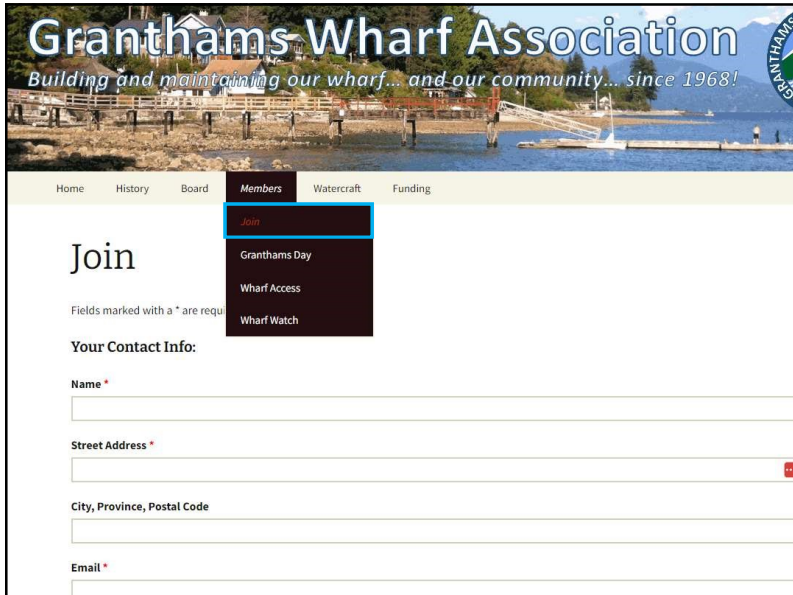 Granthams Wharf Association
Building and maintaining our wharf... and our community... since 1968!
GRANTHAMS
Home History Board Members Watercraft Funding
Join
Granthams Day
Wharf Access
Wharf Watch
Join
Fields marked with a * are
Your Contact Info:
Name *
Street Address *
City, Province, Postal Code
Email *